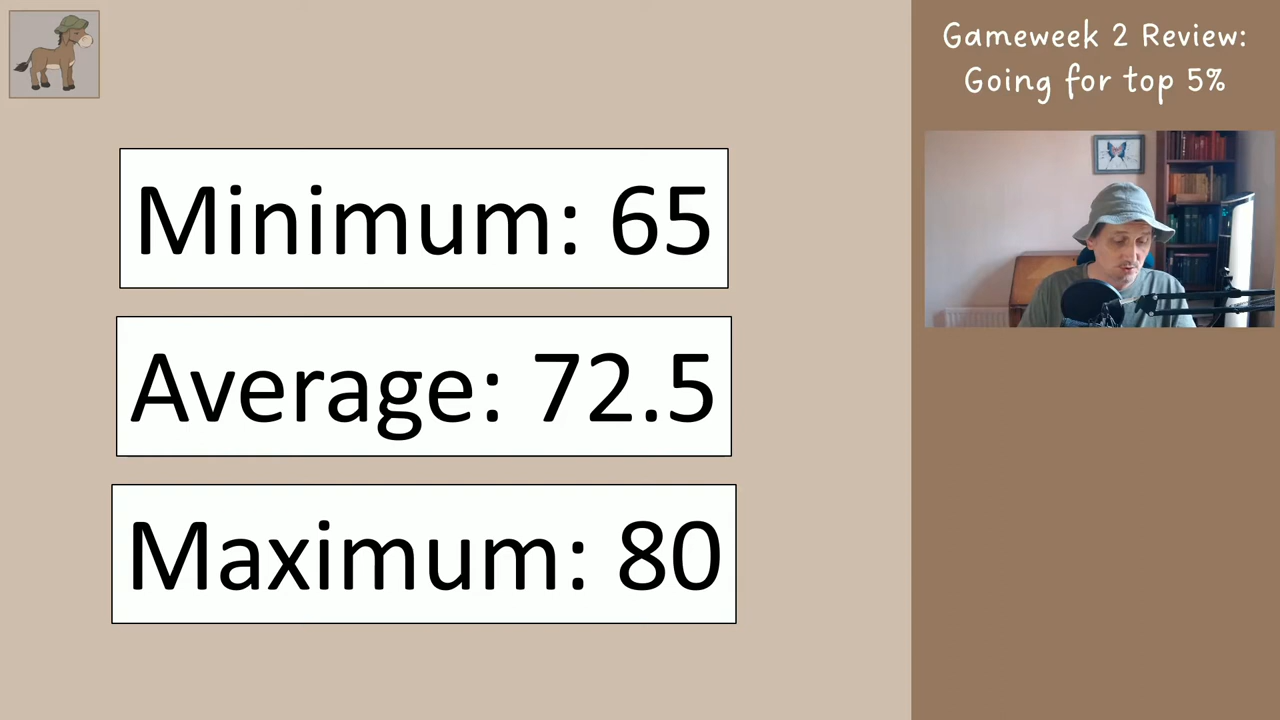 Gameweek 2 Review:
Going for top 5%
Minimum: 65
Average: 72.5
Maximum: 80